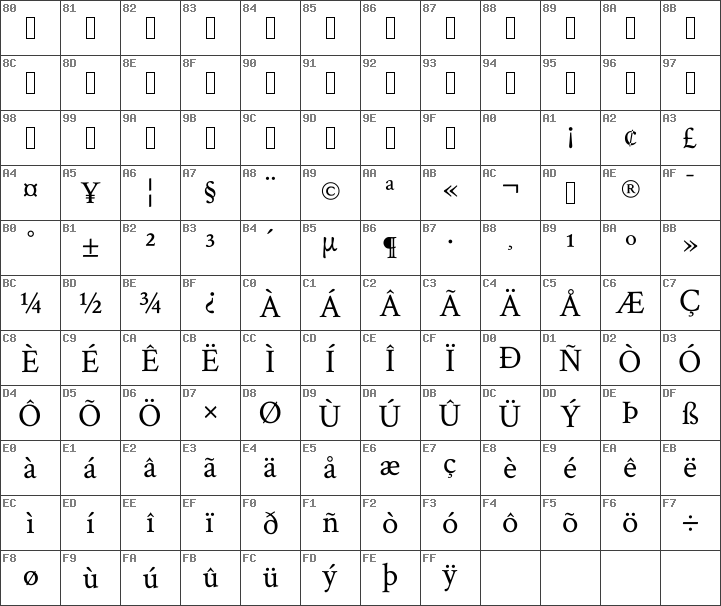 80 81 82 83 84 85 86 87 88 89 8A 8B
8C 8D 8E 8F 90 91 92 93 94 95 96 97
98 99 9A 9B 9C 9D 9E 9F A0 A1 A2 A3
¡ ¢ £
A4 A5 A6 A7 A8 A9 AA AB AC AD AE AF
¤ ¥ ¦ § ¨ © ª « ¬ ® ¯
B0 B1 B2 B3 B4 B5 B6 B7 B8 B9 BA BB
° ± ² ³ ´ µ ¶ · ¸ ¹ º »
BC BD BE BF C0 C1 C2 C3 C4 C5 C6 C7
¼ ½ ¾ ¿ À Á Â Ã Ä Å Æ Ç
C8 C9 CA CB CC CD CE CF D0 D1 D2 D3
È É Ê Ë Ì Í Î Ï Ð Ñ Ò Ó
D4 D5 D6 D7 D8 D9 DA DB DC DD DE DF
Ô Õ Ö × Ø Ù Ú Û Ü Ý Þ ß
E0 E1 E2 E3 E4 E5 E6 E7 E8 E9 EA EB
à á â ã ä å æ ç è é ê ë
EC ED EE EF F0 F1 F2 F3 F4 F5 F6 F7
ì í î ï ð ñ ò ó ô õ ö ÷
F8 F9 FA FB FC FD FE FF
ø ù ú û ü ý þ ÿ